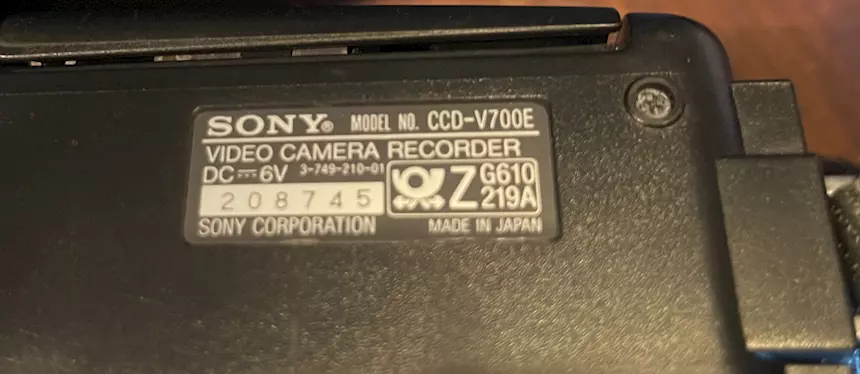 SONY® MODEL NO. CCD-V700E
VIDEO CAMERA RECORDER
DC⎓6V 3-749-210-01
Z G610
219A
208745
SONY CORPORATION MADE IN JAPAN